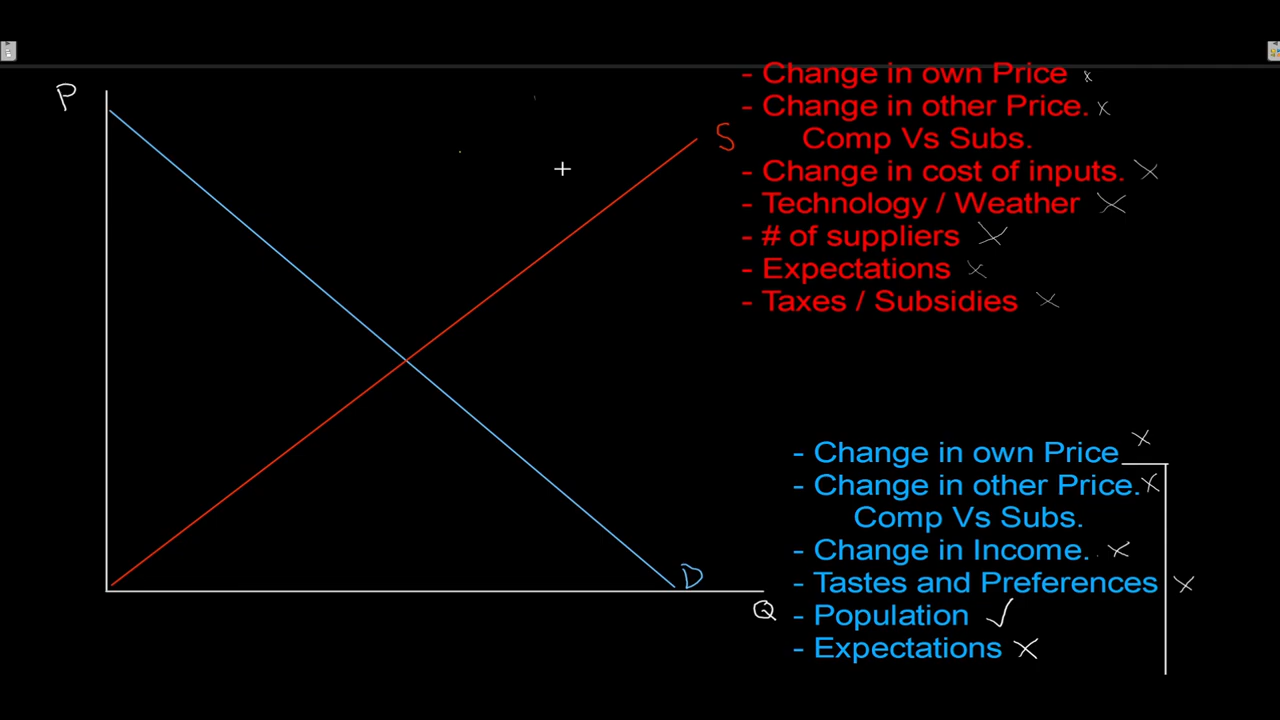 P
S
- Change in own Price x
- Change in other Price. x
Comp Vs Subs.
- Change in cost of inputs. x
- Technology / Weather x
- # of suppliers x
- Expectations x
- Taxes / Subsidies x
D
Q
- Change in own Price x
- Change in other Price. x
Comp Vs Subs.
- Change in Income. x
- Tastes and Preferences x
- Population ✓
- Expectations x